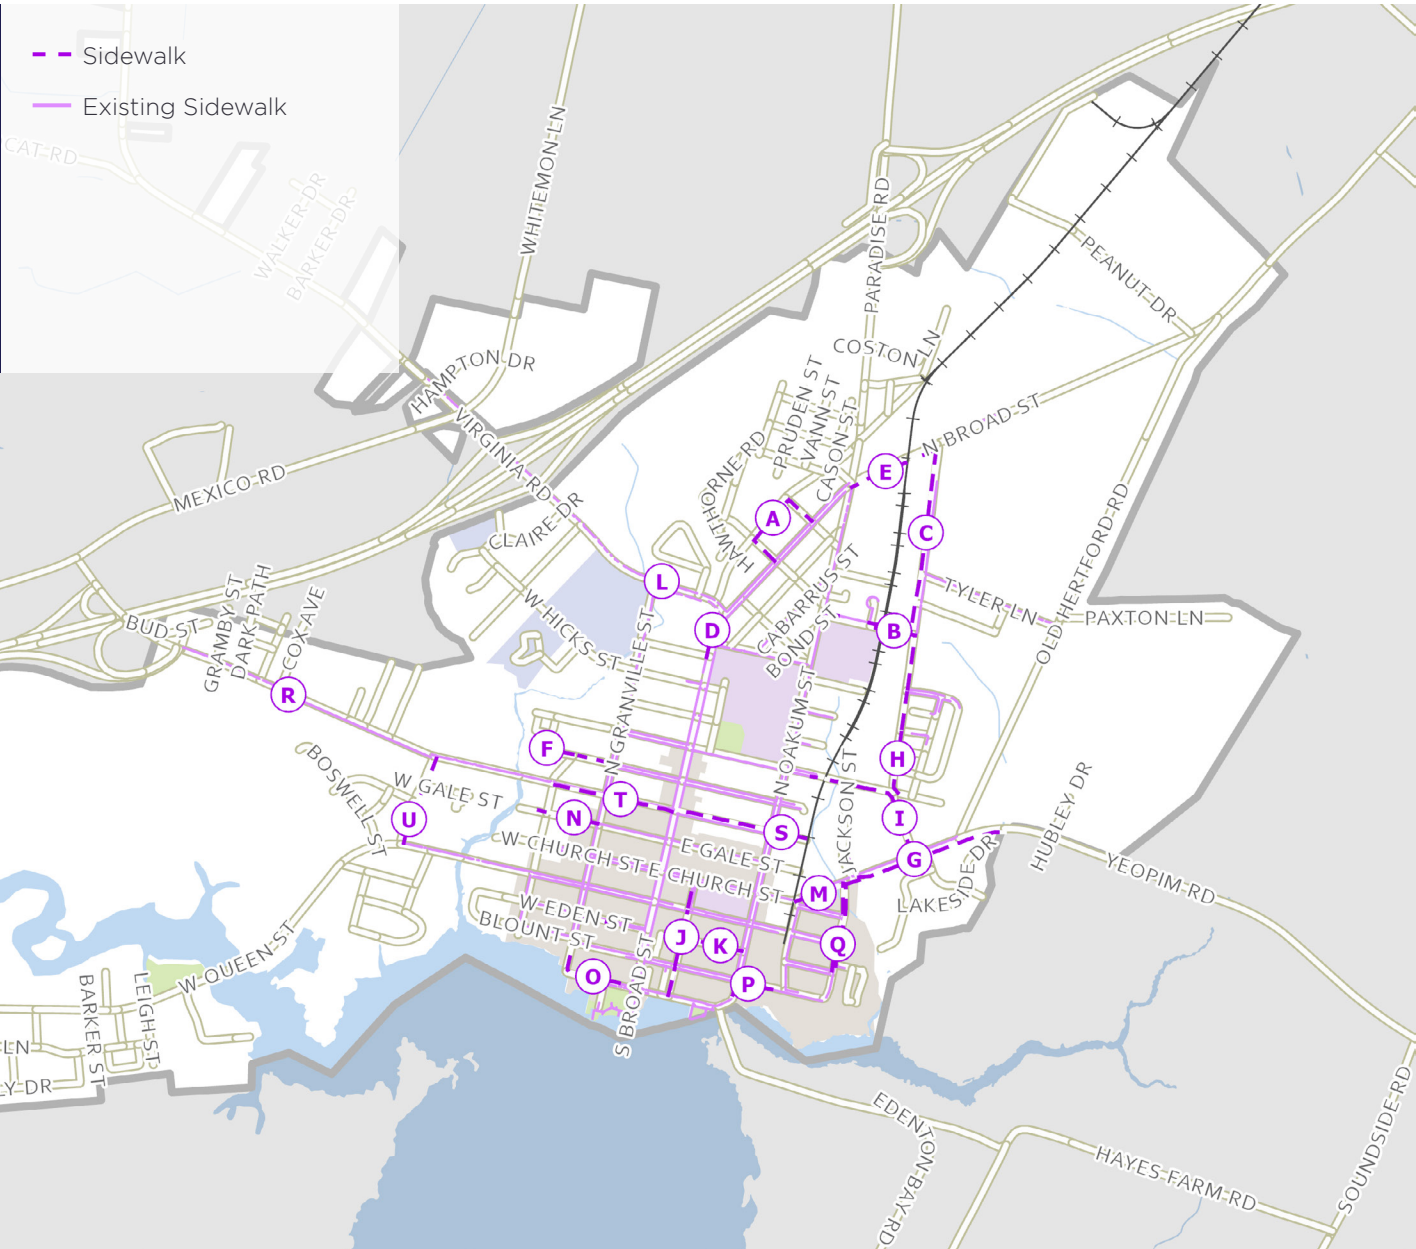 Sidewalk
Existing Sidewalk
CAT RD
WALKER DR
BARKER DR
WHITEMON LN
PARADISE RD
PEANUT DR
COSTON LN
HAMPTON DR
VIRGINIA RD
MEXICO RD
PRUDEN ST
VANN ST
CASON ST
HAWTHORNE RD
N BROAD ST
E
A
C
CLAIRE DR
L
W HICKS ST
CABARRUS ST
BOND ST
TYLER LN
PAXTON LN
OLD HERTFORD RD
BUD ST
GRAMBY ST
DARK PATH
COX AVE
D
B
R
N GRANVILLE ST
N OAKUM ST
F
H
JACKSON ST
BOSWELL ST
W GALE ST
T
N
U
S
I
E GALE ST
G
HUBLEY DR
YEOPIM RD
W CHURCH ST
E CHURCH ST
M
LAKESIDE DR
W EDEN ST
BLOUNT ST
J
K
Q
W QUEEN ST
O
P
S BROAD ST
BARKER ST
LEIGH ST
LN
LY DR
EDENTON BAY RD
HAYES FARM RD
SOUNDSIDE RD